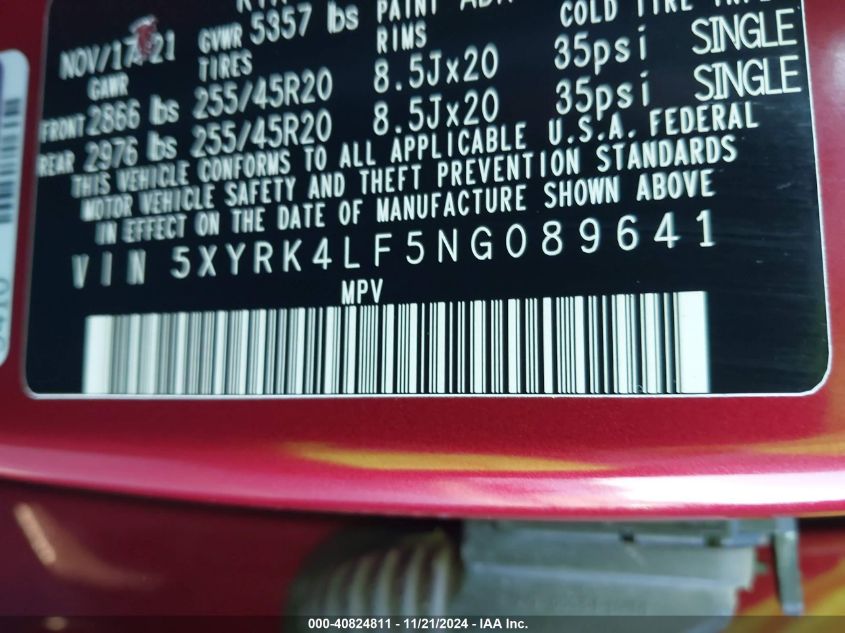 NOV/17/21 GVWR 5357 lbs PAINT COLD TIRE
GAWR TIRES RIMS
FRONT 2866 lbs 255/45R20 8.5Jx20 35psi SINGLE
REAR 2976 lbs 255/45R20 8.5Jx20 35psi SINGLE
THIS VEHICLE CONFORMS TO ALL APPLICABLE U.S.A. FEDERAL
MOTOR VEHICLE SAFETY AND THEFT PREVENTION STANDARDS
IN EFFECT ON THE DATE OF MANUFACTURE SHOWN ABOVE
VIN 5XYRK4LF5NG089641
MPV
000-40824811 — 11/21/2024 — IAA Inc.